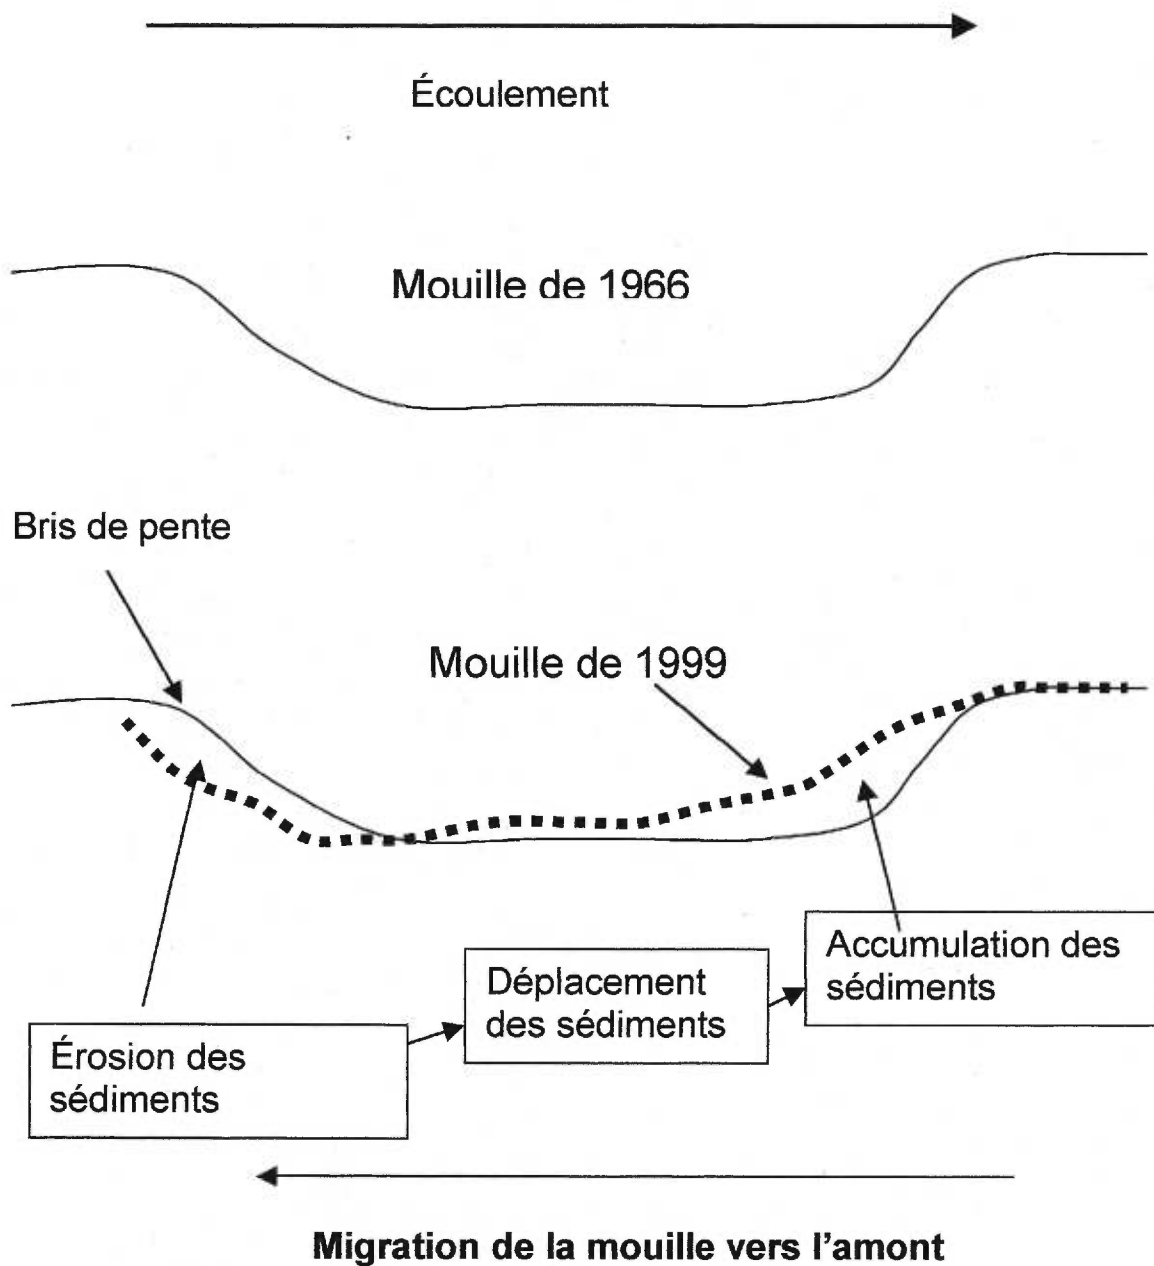 Écoulement
Mouille de 1966
Bris de pente
Mouille de 1999
Accumulation des
sédiments
Déplacement
des sédiments
Érosion des
sédiments
Migration de la mouille vers l'amont